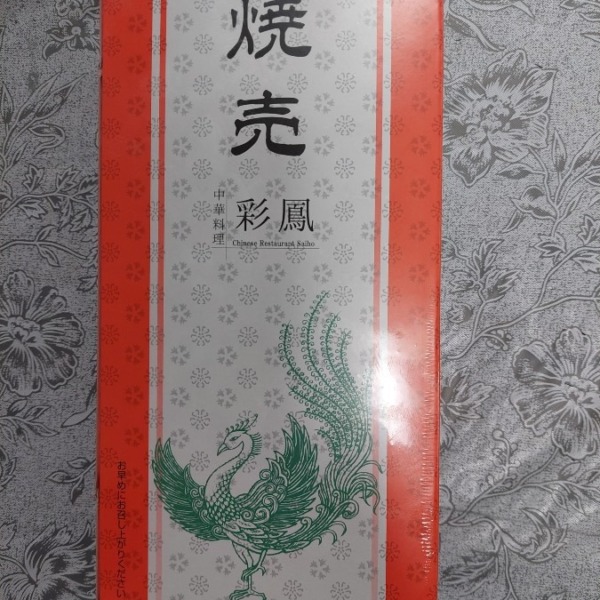 焼売
中華料理
彩鳳
Chinese Restaurant Saiho
お早めにお召し上がりください